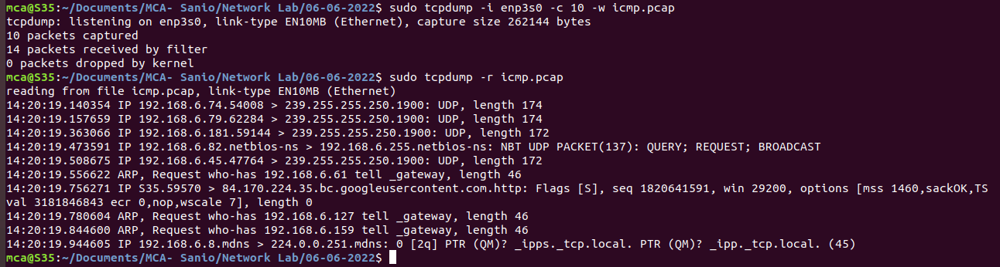 mca@S35:~/Documents/MCA- Sanio/Network Lab/06-06-2022$ sudo tcpdump -i enp3s0 -c 10 -w icmp.pcap
tcpdump: listening on enp3s0, link-type EN10MB (Ethernet), capture size 262144 bytes
10 packets captured
14 packets received by filter
0 packets dropped by kernel
mca@S35:~/Documents/MCA- Sanio/Network Lab/06-06-2022$ sudo tcpdump -r icmp.pcap
reading from file icmp.pcap, link-type EN10MB (Ethernet)
14:20:19.140354 IP 192.168.6.74.54008 > 239.255.255.250.1900: UDP, length 174
14:20:19.157659 IP 192.168.6.79.62284 > 239.255.255.250.1900: UDP, length 174
14:20:19.363066 IP 192.168.6.181.59144 > 239.255.255.250.1900: UDP, length 172
14:20:19.473591 IP 192.168.6.82.netbios-ns > 192.168.6.255.netbios-ns: NBT UDP PACKET(137): QUERY; REQUEST; BROADCAST
14:20:19.508675 IP 192.168.6.45.47764 > 239.255.255.250.1900: UDP, length 172
14:20:19.556622 ARP, Request who-has 192.168.6.61 tell _gateway, length 46
14:20:19.756271 IP S35.59570 > 84.170.224.35.bc.googleusercontent.com.http: Flags [S], seq 1820641591, win 29200, options [mss 1460,sackOK,TS
val 3181846843 ecr 0,nop,wscale 7], length 0
14:20:19.780604 ARP, Request who-has 192.168.6.127 tell _gateway, length 46
14:20:19.844600 ARP, Request who-has 192.168.6.159 tell _gateway, length 46
14:20:19.944605 IP 192.168.6.8.mdns > 224.0.0.251.mdns: 0 [2q] PTR (QM)? _ipps._tcp.local. PTR (QM)? _ipp._tcp.local. (45)
mca@S35:~/Documents/MCA- Sanio/Network Lab/06-06-2022$